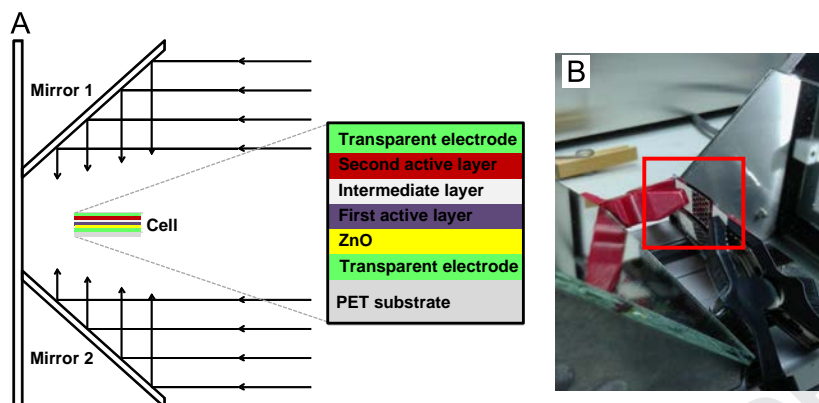 A
Mirror 1
Cell
Mirror 2
Transparent electrode
Second active layer
Intermediate layer
First active layer
ZnO
Transparent electrode
PET substrate
B